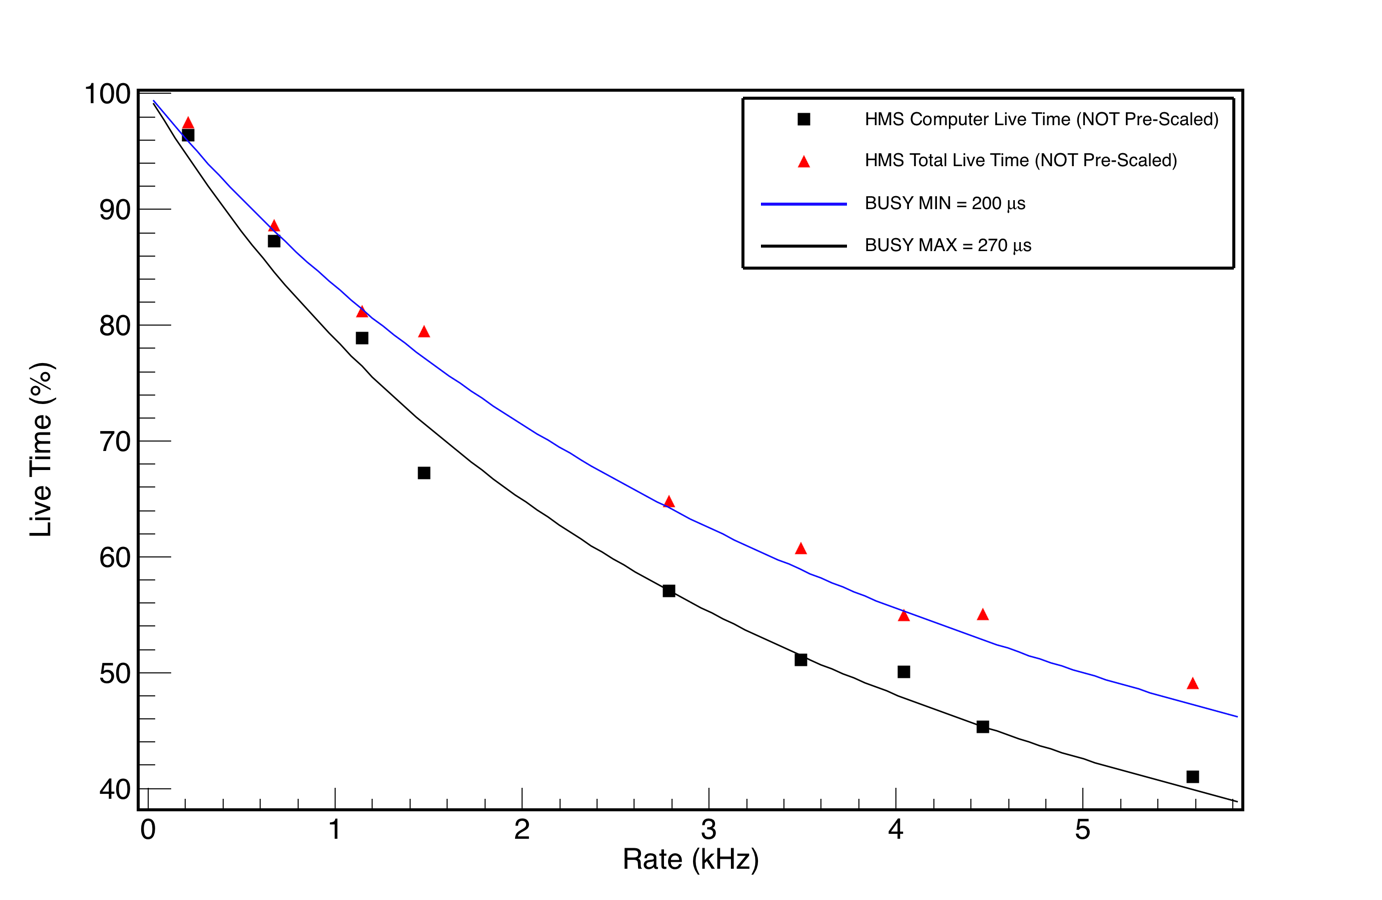 100
90
80
70
60
50
40
Live Time (%)
HMS Computer Live Time (NOT Pre-Scaled)
HMS Total Live Time (NOT Pre-Scaled)
BUSY MIN = 200 μs
BUSY MAX = 270 μs
0 1 2 3 4 5
Rate (kHz)